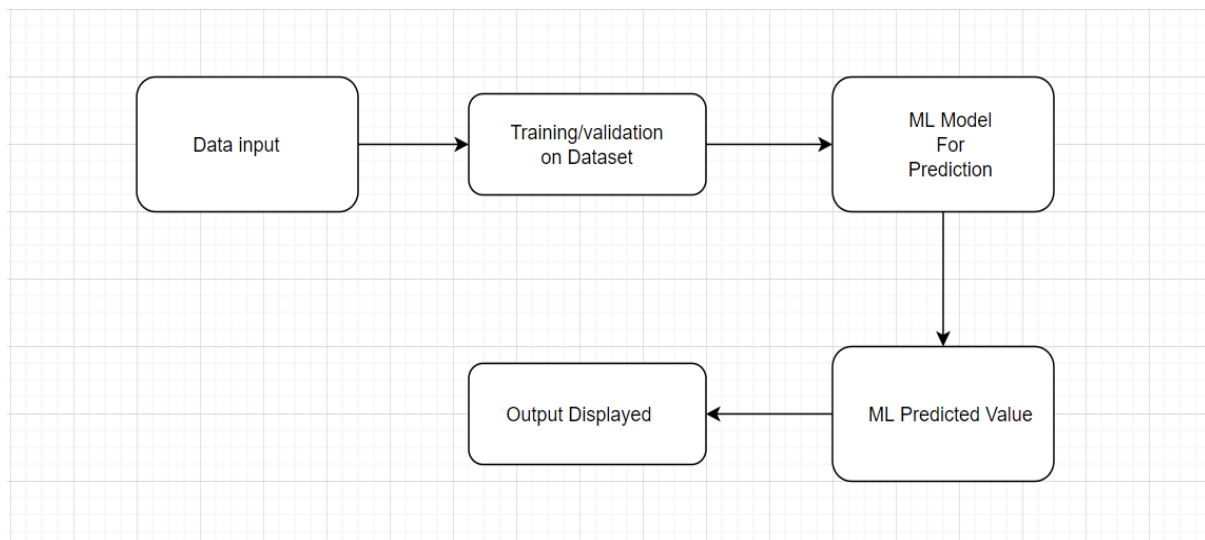 Data input
Training/validation
on Dataset
ML Model
For
Prediction
ML Predicted Value
Output Displayed